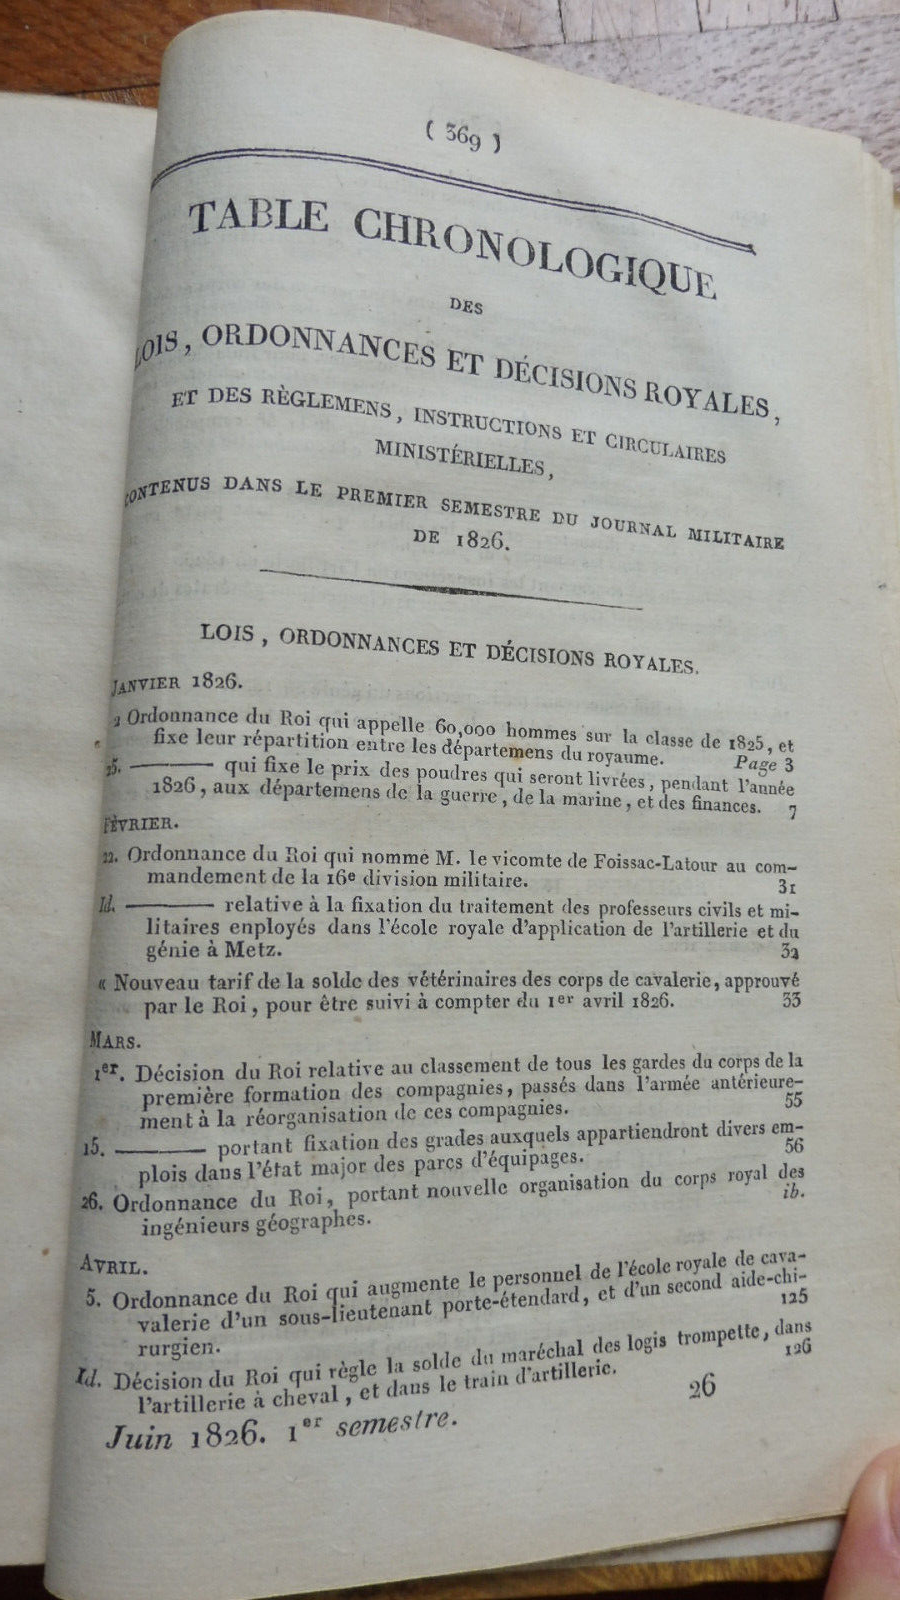 ( 369 )
TABLE CHRONOLOGIQUE
DES
LOIS, ORDONNANCES ET DÉCISIONS ROYALES,
ET DES RÈGLEMENS, INSTRUCTIONS ET CIRCULAIRES
MINISTÉRIELLES,
CONTENUS DANS LE PREMIER SEMESTRE DU JOURNAL MILITAIRE
DE 1826.
LOIS, ORDONNANCES ET DÉCISIONS ROYALES.
JANVIER 1826.
2 Ordonnance du Roi qui appelle 60,000 hommes sur la classe de 1825, et
fixe leur répartition entre les départemens du royaume. Page 3
25. ——— qui fixe le prix des poudres qui seront livrées, pendant l'année
1826, aux départemens de la guerre, de la marine, et des finances. 7
FÉVRIER.
22. Ordonnance du Roi qui nomme M. le vicomte de Foissac-Latour au com-
mandement de la 16e division militaire. 31
Id. ——— relative à la fixation du traitement des professeurs civils et mi-
litaires enployés dans l'école royale d'application de l'artillerie et du
génie à Metz. 32
« Nouveau tarif de la solde des vétérinaires des corps de cavalerie, approuvé
par le Roi, pour être suivi à compter du 1er avril 1826. 33
MARS.
1er. Décision du Roi relative au classement de tous les gardes du corps de la
première formation des compagnies, passés dans l'armée antérieure-
ment à la réorganisation de ces compagnies. 55
15. ——— portant fixation des grades auxquels appartiendront divers em-
plois dans l'état major des parcs d'équipages. 56
26. Ordonnance du Roi, portant nouvelle organisation du corps royal des
ingénieurs géographes. ib.
AVRIL.
5. Ordonnance du Roi qui augmente le personnel de l'école royale de cava-
valerie d'un sous-lieutenant porte-étendard, et d'un second aide-chi-
rurgien. 125
Id. Décision du Roi qui règle la solde du maréchal des logis trompette, dans
l'artillerie à cheval, et dans le train d'artillerie. 126
Juin 1826. 1er semestre. 26